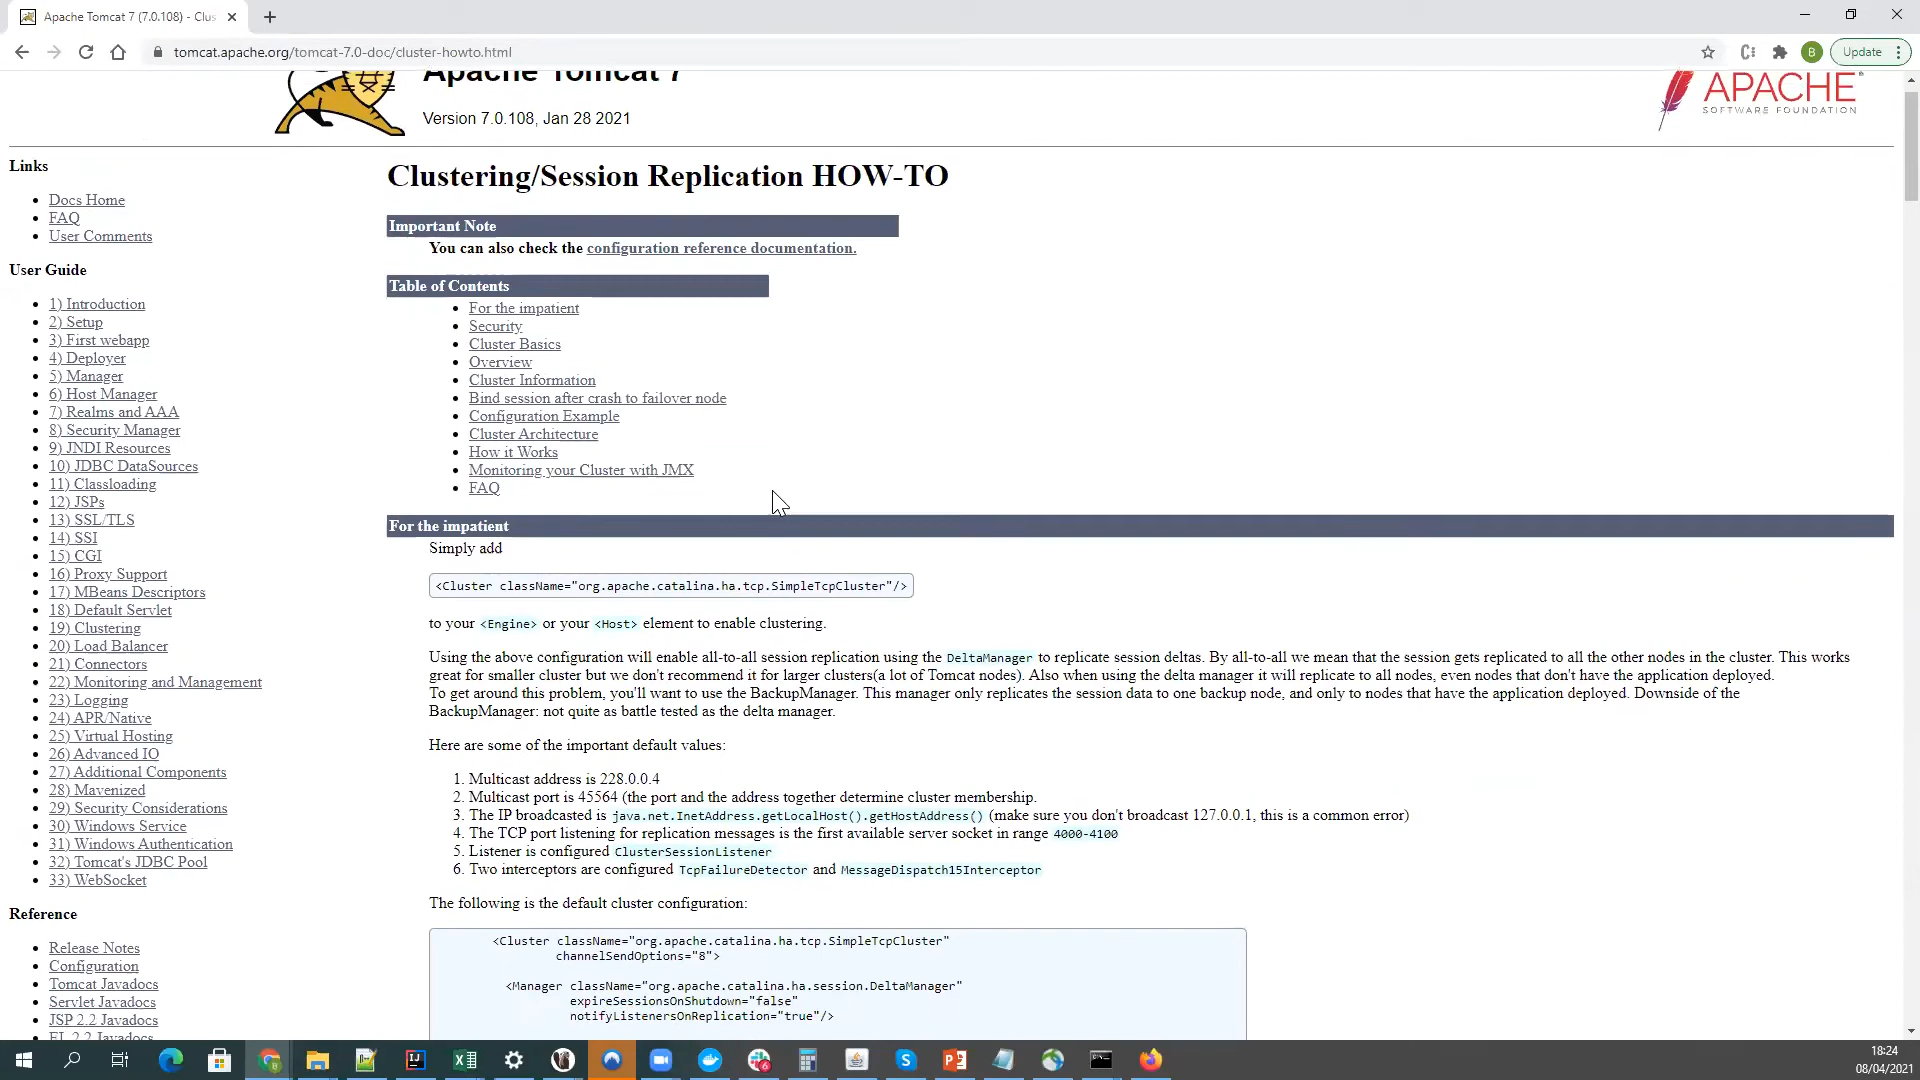 Apache Tomcat 7 (7.0.108) - Clus
tomcat.apache.org/tomcat-7.0-doc/cluster-howto.html
B
Update
Apache Tomcat 7
Version 7.0.108, Jan 28 2021
APACHE
SOFTWARE FOUNDATION
Links
Docs Home
FAQ
User Comments
User Guide
1) Introduction
2) Setup
3) First webapp
4) Deployer
5) Manager
6) Host Manager
7) Realms and AAA
8) Security Manager
9) JNDI Resources
10) JDBC DataSources
11) Classloading
12) JSPs
13) SSL/TLS
14) SSI
15) CGI
16) Proxy Support
17) MBeans Descriptors
18) Default Servlet
19) Clustering
20) Load Balancer
21) Connectors
22) Monitoring and Management
23) Logging
24) APR/Native
25) Virtual Hosting
26) Advanced IO
27) Additional Components
28) Mavenized
29) Security Considerations
30) Windows Service
31) Windows Authentication
32) Tomcat's JDBC Pool
33) WebSocket
Reference
Release Notes
Configuration
Tomcat Javadocs
Servlet Javadocs
JSP 2.2 Javadocs
EL 2.2 Javadocs
Clustering/Session Replication HOW-TO
Important Note
You can also check the configuration reference documentation.
Table of Contents
For the impatient
Security
Cluster Basics
Overview
Cluster Information
Bind session after crash to failover node
Configuration Example
Cluster Architecture
How it Works
Monitoring your Cluster with JMX
FAQ
For the impatient
Simply add
<Cluster className="org.apache.catalina.ha.tcp.SimpleTcpCluster"/>
to your <Engine> or your <Host> element to enable clustering.
Using the above configuration will enable all-to-all session replication using the DeltaManager to replicate session deltas. By all-to-all we mean that the session gets replicated to all the other nodes in the cluster. This works
great for smaller cluster but we don't recommend it for larger clusters(a lot of Tomcat nodes). Also when using the delta manager it will replicate to all nodes, even nodes that don't have the application deployed.
To get around this problem, you'll want to use the BackupManager. This manager only replicates the session data to one backup node, and only to nodes that have the application deployed. Downside of the
BackupManager: not quite as battle tested as the delta manager.
Here are some of the important default values:
1. Multicast address is 228.0.0.4
2. Multicast port is 45564 (the port and the address together determine cluster membership.
3. The IP broadcasted is java.net.InetAddress.getLocalHost().getHostAddress() (make sure you don't broadcast 127.0.0.1, this is a common error)
4. The TCP port listening for replication messages is the first available server socket in range 4000-4100
5. Listener is configured ClusterSessionListener
6. Two interceptors are configured TcpFailureDetector and MessageDispatch15Interceptor
The following is the default cluster configuration:
<Cluster className="org.apache.catalina.ha.tcp.SimpleTcpCluster"
channelSendOptions="8">
<Manager className="org.apache.catalina.ha.session.DeltaManager"
expireSessionsOnShutdown="false"
notifyListenersOnReplication="true"/>
18:24
08/04/2021